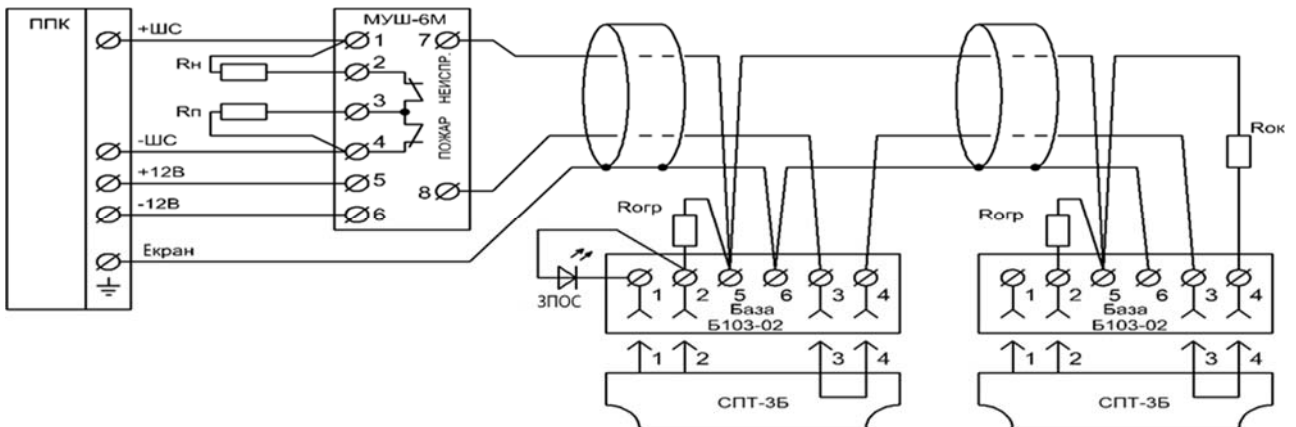 ППК
+ШС
-ШС
+12В
-12В
Екран
Rн
Rп
МУШ-6М
1
2
3
4
5
6
7
8
НЕИСПР.
ПОЖАР
Rок
Rогр
ЗПОС
1
2
5
6
3
4
База
Б103-02
1
2
3
4
СПТ-3Б
Rогр
1
2
5
6
3
4
База
Б103-02
1
2
3
4
СПТ-3Б